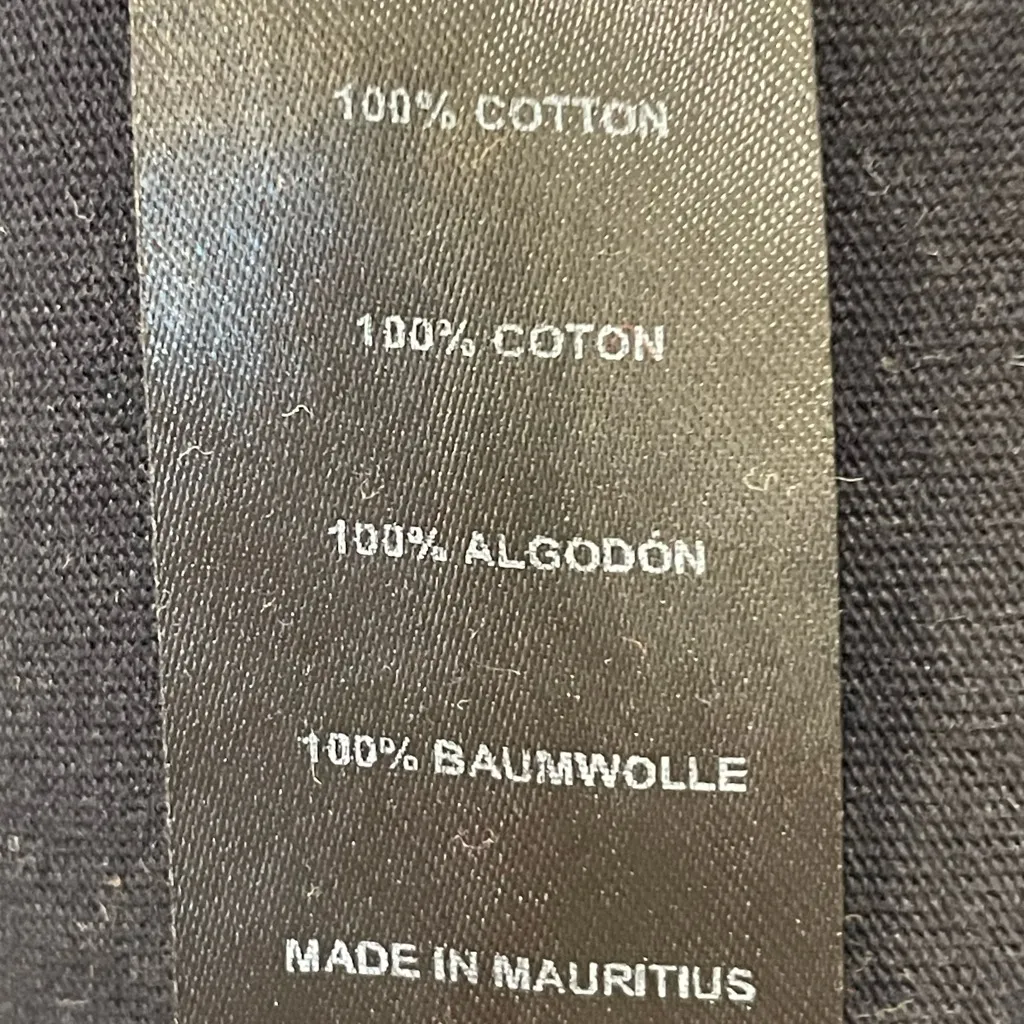 100% COTTON
100% COTON
100% ALGODÓN
100% BAUMWOLLE
MADE IN MAURITIUS